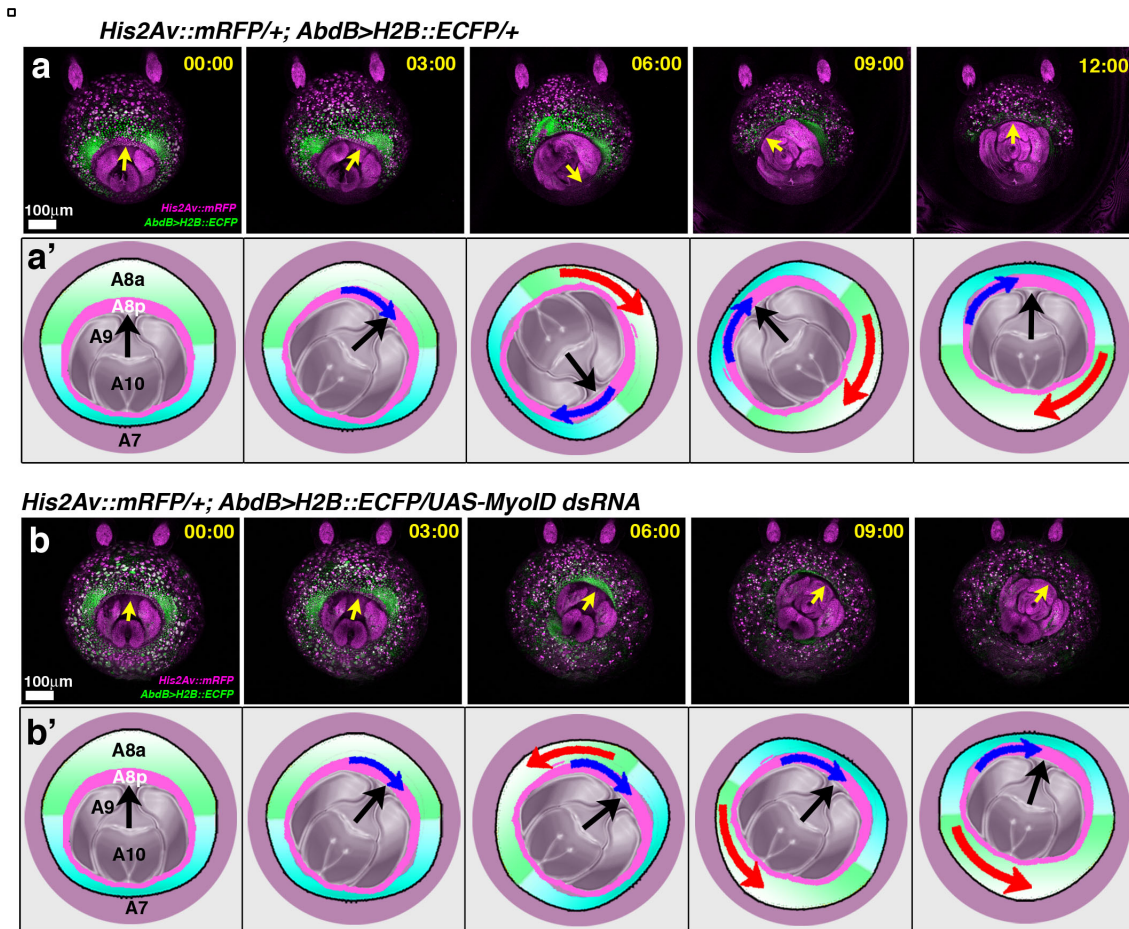 His2Av::mRFP/+; AbdB>H2B::ECFP/+
a 00:00 03:00 06:00 09:00 12:00
His2Av::mRFP
100μm AbdB>H2B::ECFP
a’
A8a
A8p
A9
A10
A7
His2Av::mRFP/+; AbdB>H2B::ECFP/UAS-MyoID dsRNA
b 00:00 03:00 06:00 09:00
His2Av::mRFP
100μm AbdB>H2B::ECFP
b’
A8a
A8p
A9
A10
A7